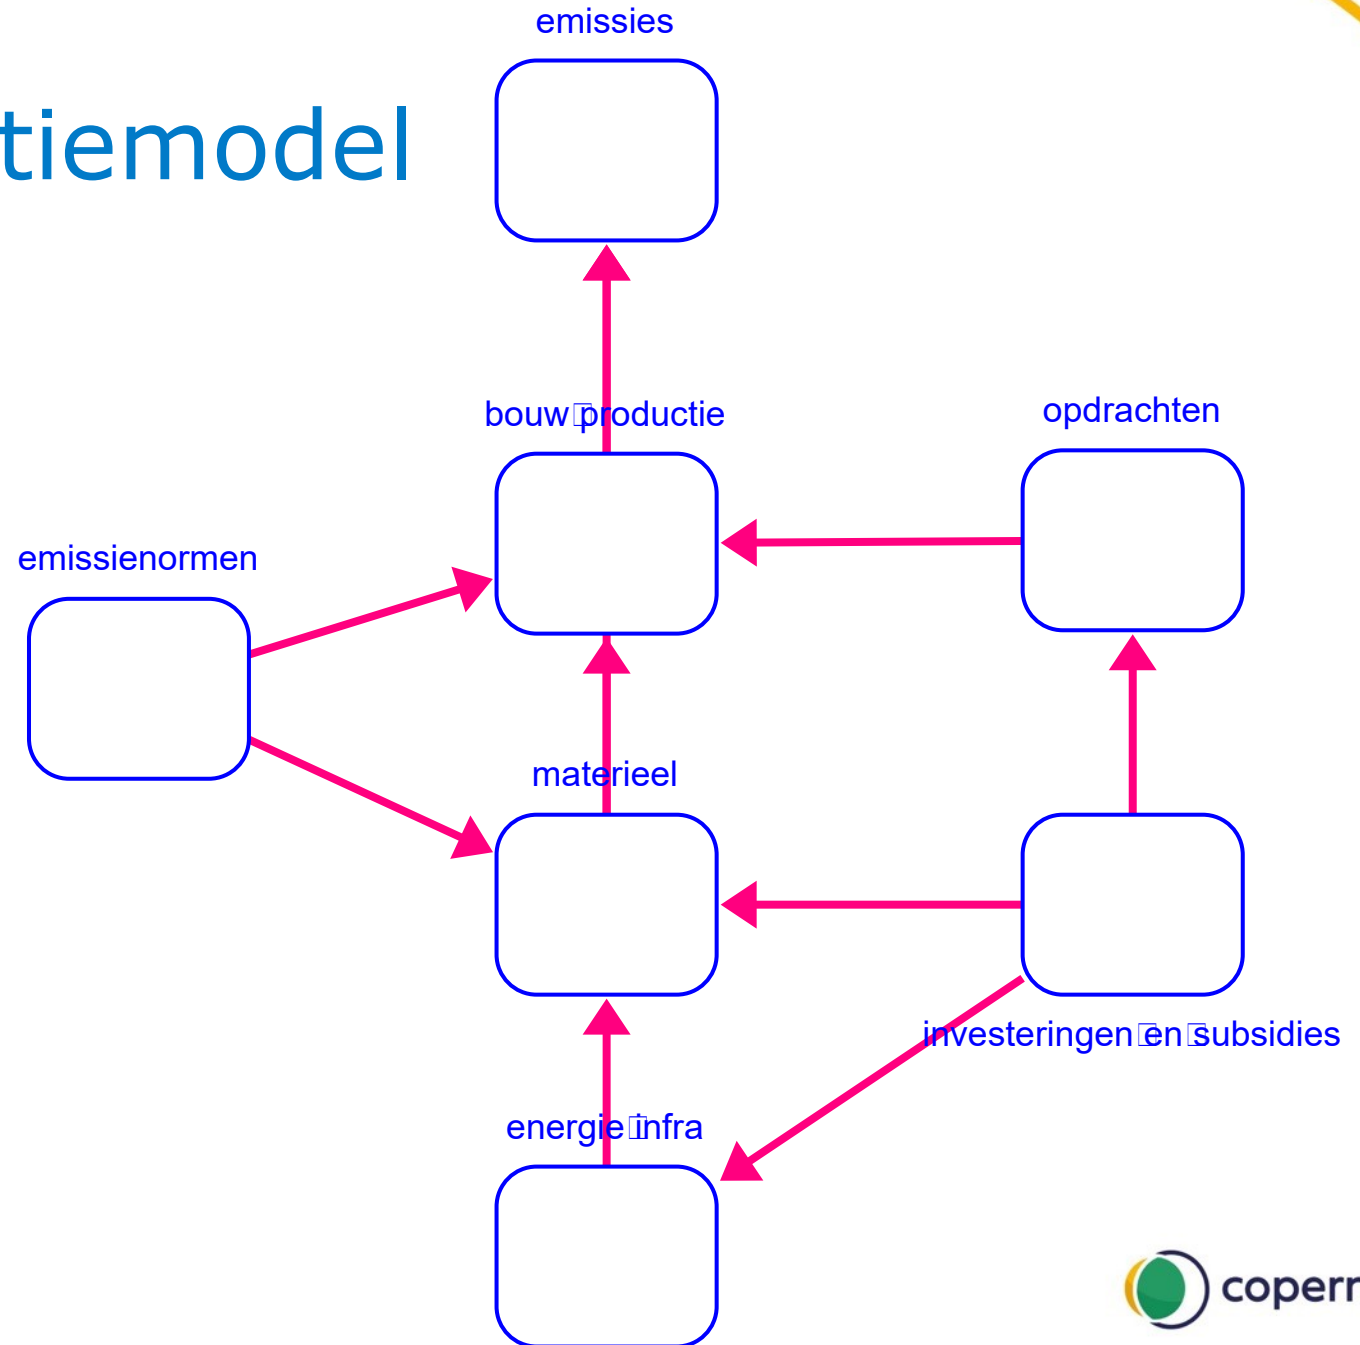 emissies
tiemodel
bouw productie
opdrachten
emissienormen
materieel
investeringen en subsidies
energie infra
coperr